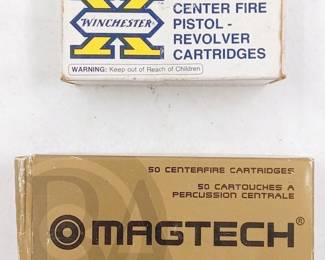 WINCHESTER
CENTER FIRE
PISTOL -
REVOLVER
CARTRIDGES
WARNING: Keep out of Reach of Children
50 CENTERFIRE CARTRIDGES
50 CARTOUCHES A
PERCUSSION CENTRALE
MAGTECH®